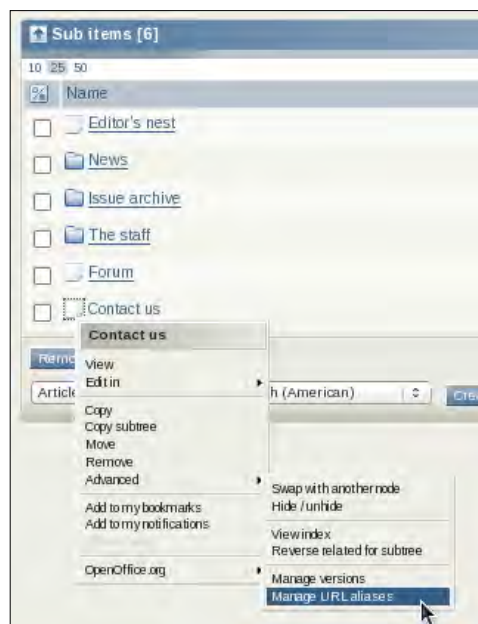 Sub items [6]
10 25 50
Name
Editor's nest
News
Issue archive
The staff
Forum
Contact us
Contact us
View
Edit in
h (American)
Copy
Copy subtree
Move
Remove
Advanced
Swap with another node
Hide / unhide
Add to my bookmarks
Add to my notifications
View index
Reverse related for subtree
OpenOffice.org
Manage versions
Manage URL aliases